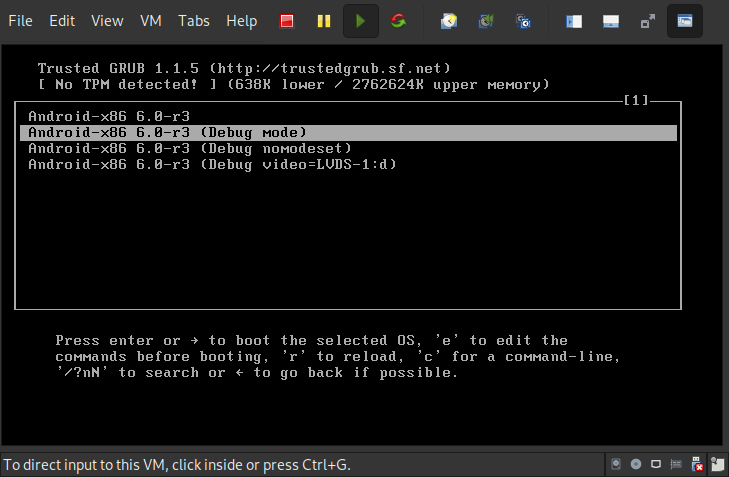 File Edit View VM Tabs Help
Trusted GRUB 1.1.5 (http://trustedgrub.sf.net)
[ No TPM detected! ] (638K lower / 2762624K upper memory)
[1]
Android-x86 6.0-r3
Android-x86 6.0-r3 (Debug mode)
Android-x86 6.0-r3 (Debug nomodeset)
Android-x86 6.0-r3 (Debug video=LVDS-1:d)
Press enter or → to boot the selected OS, 'e' to edit the
commands before booting, 'r' to reload, 'c' for a command-line,
'/?nN' to search or ← to go back if possible.
To direct input to this VM, click inside or press Ctrl+G.